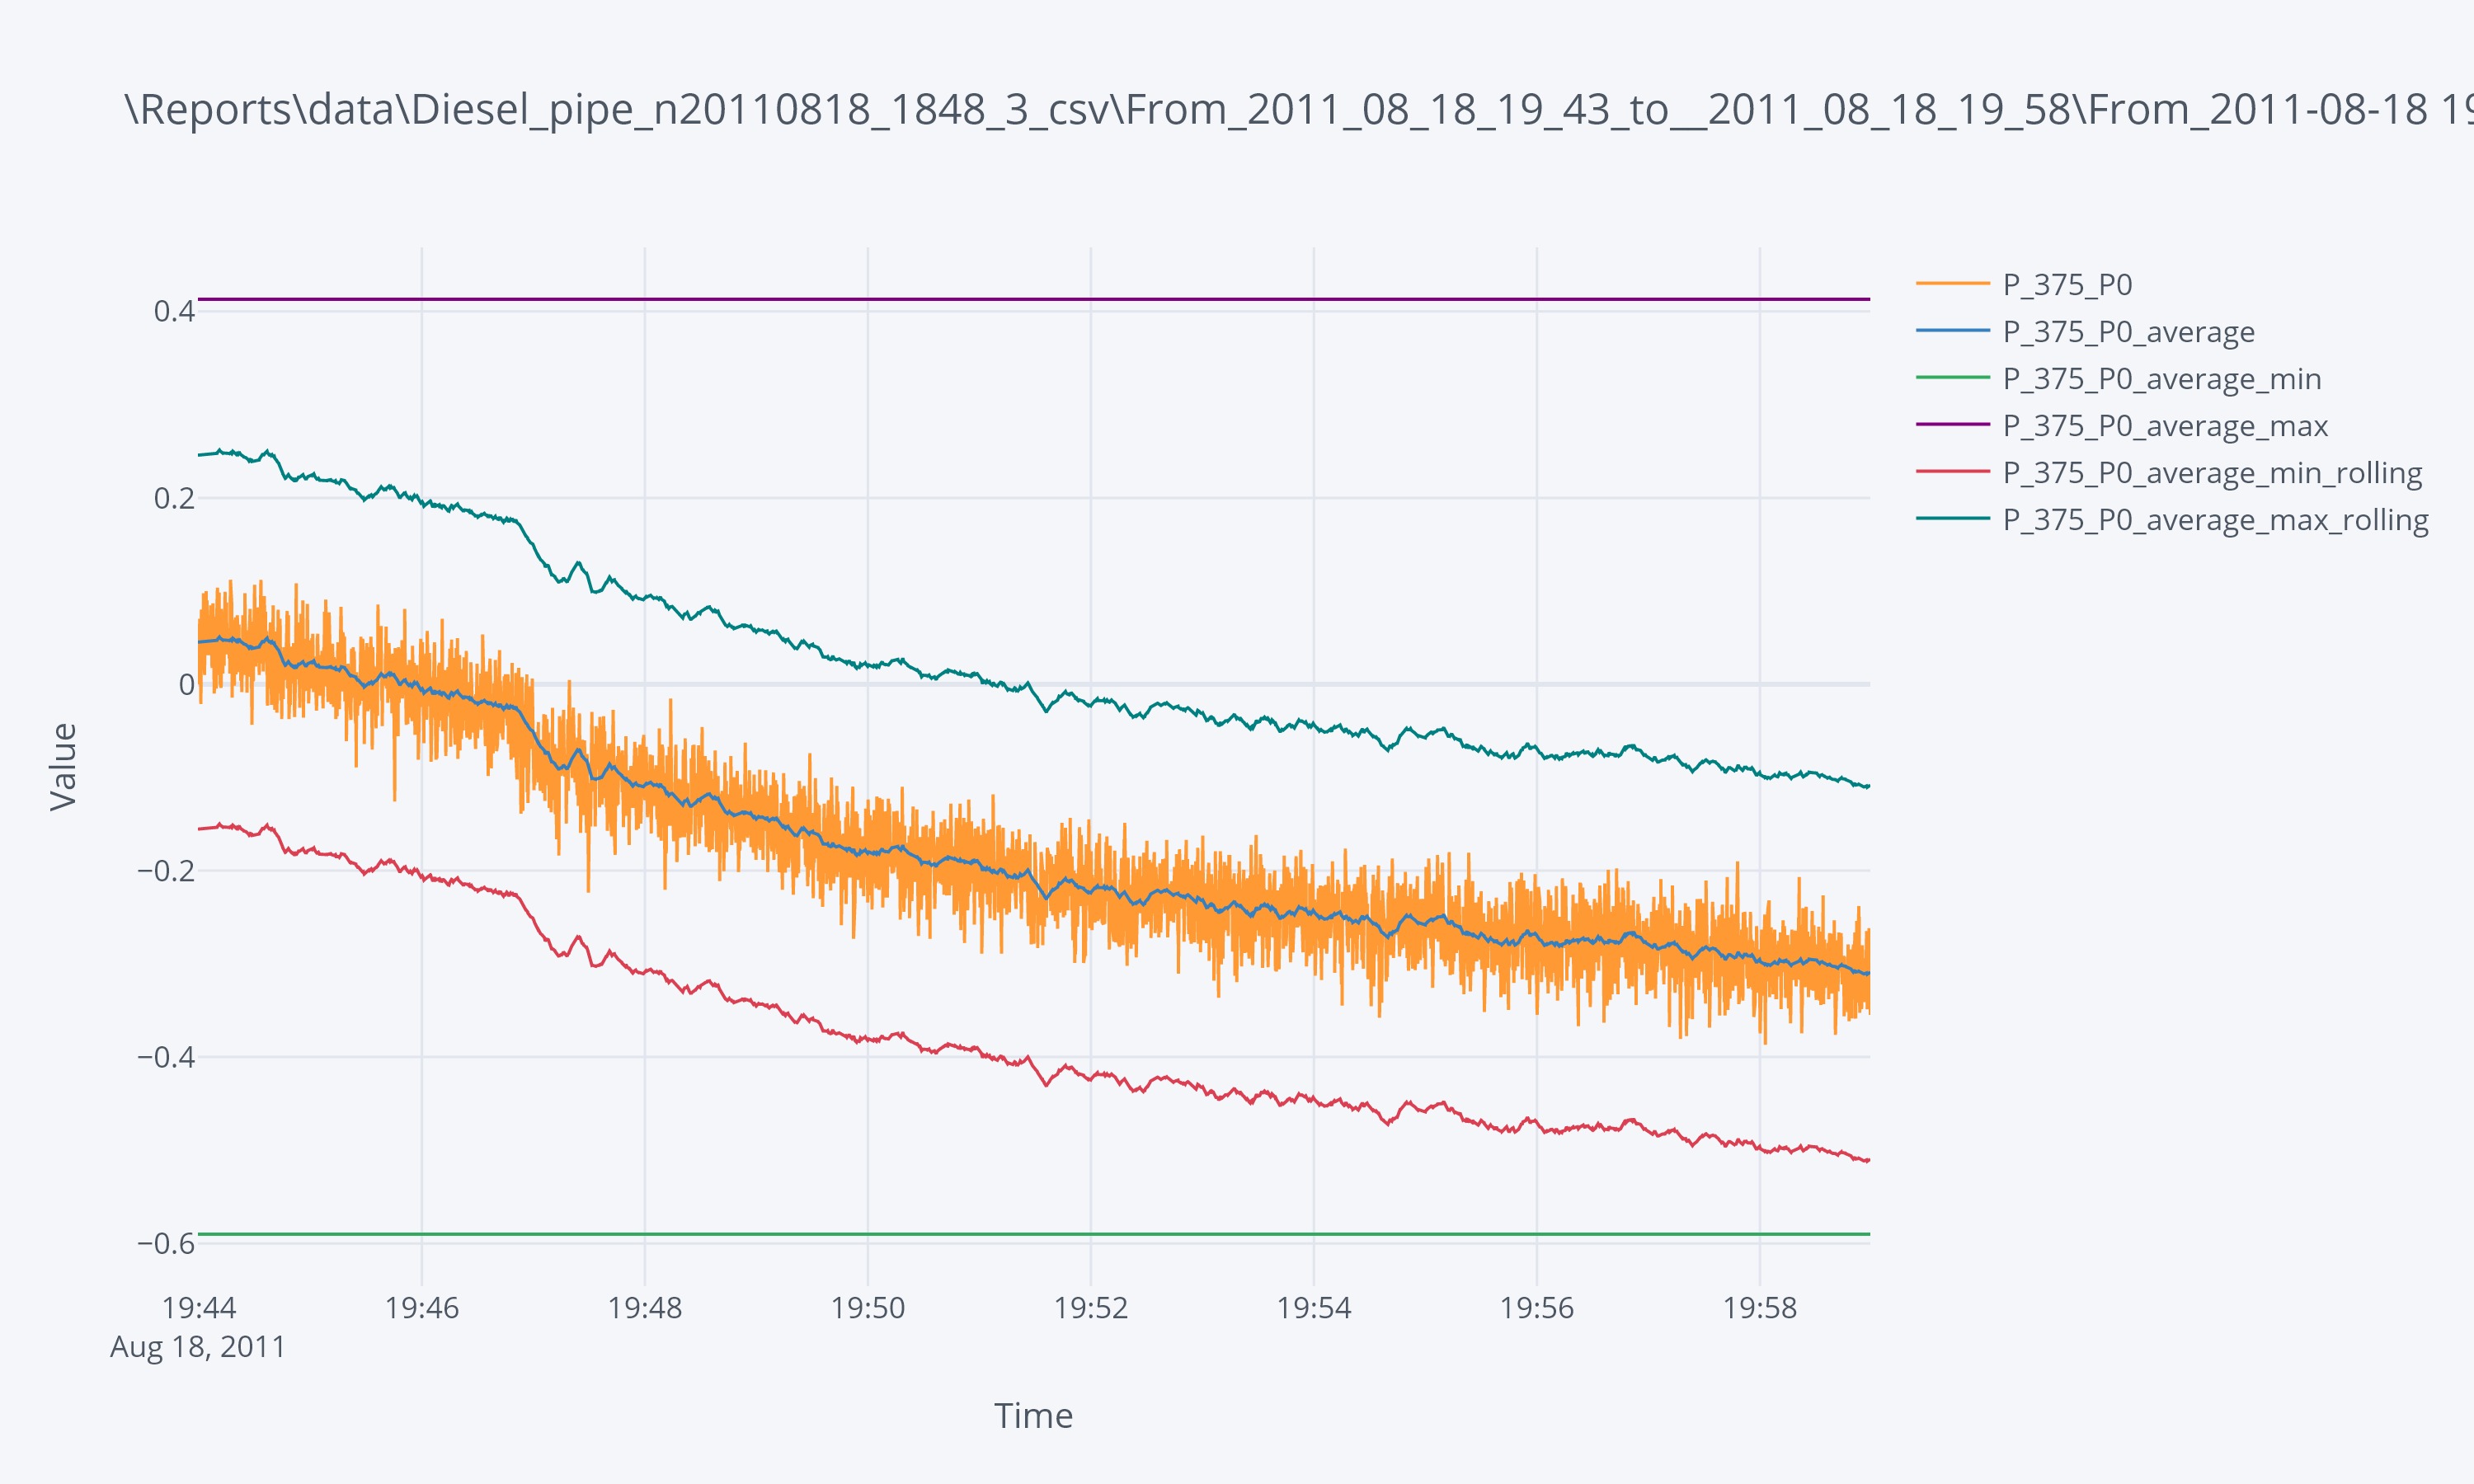 \Reports\data\Diesel_pipe_n20110818_1848_3_csv\From_2011_08_18_19_43_to__2011_08_18_19_58\From_2011-08-18 19
P_375_P0
P_375_P0_average
P_375_P0_average_min
P_375_P0_average_max
P_375_P0_average_min_rolling
P_375_P0_average_max_rolling
Value
0.4
0.2
0
−0.2
−0.4
−0.6
19:44 19:46 19:48 19:50 19:52 19:54 19:56 19:58
Aug 18, 2011
Time